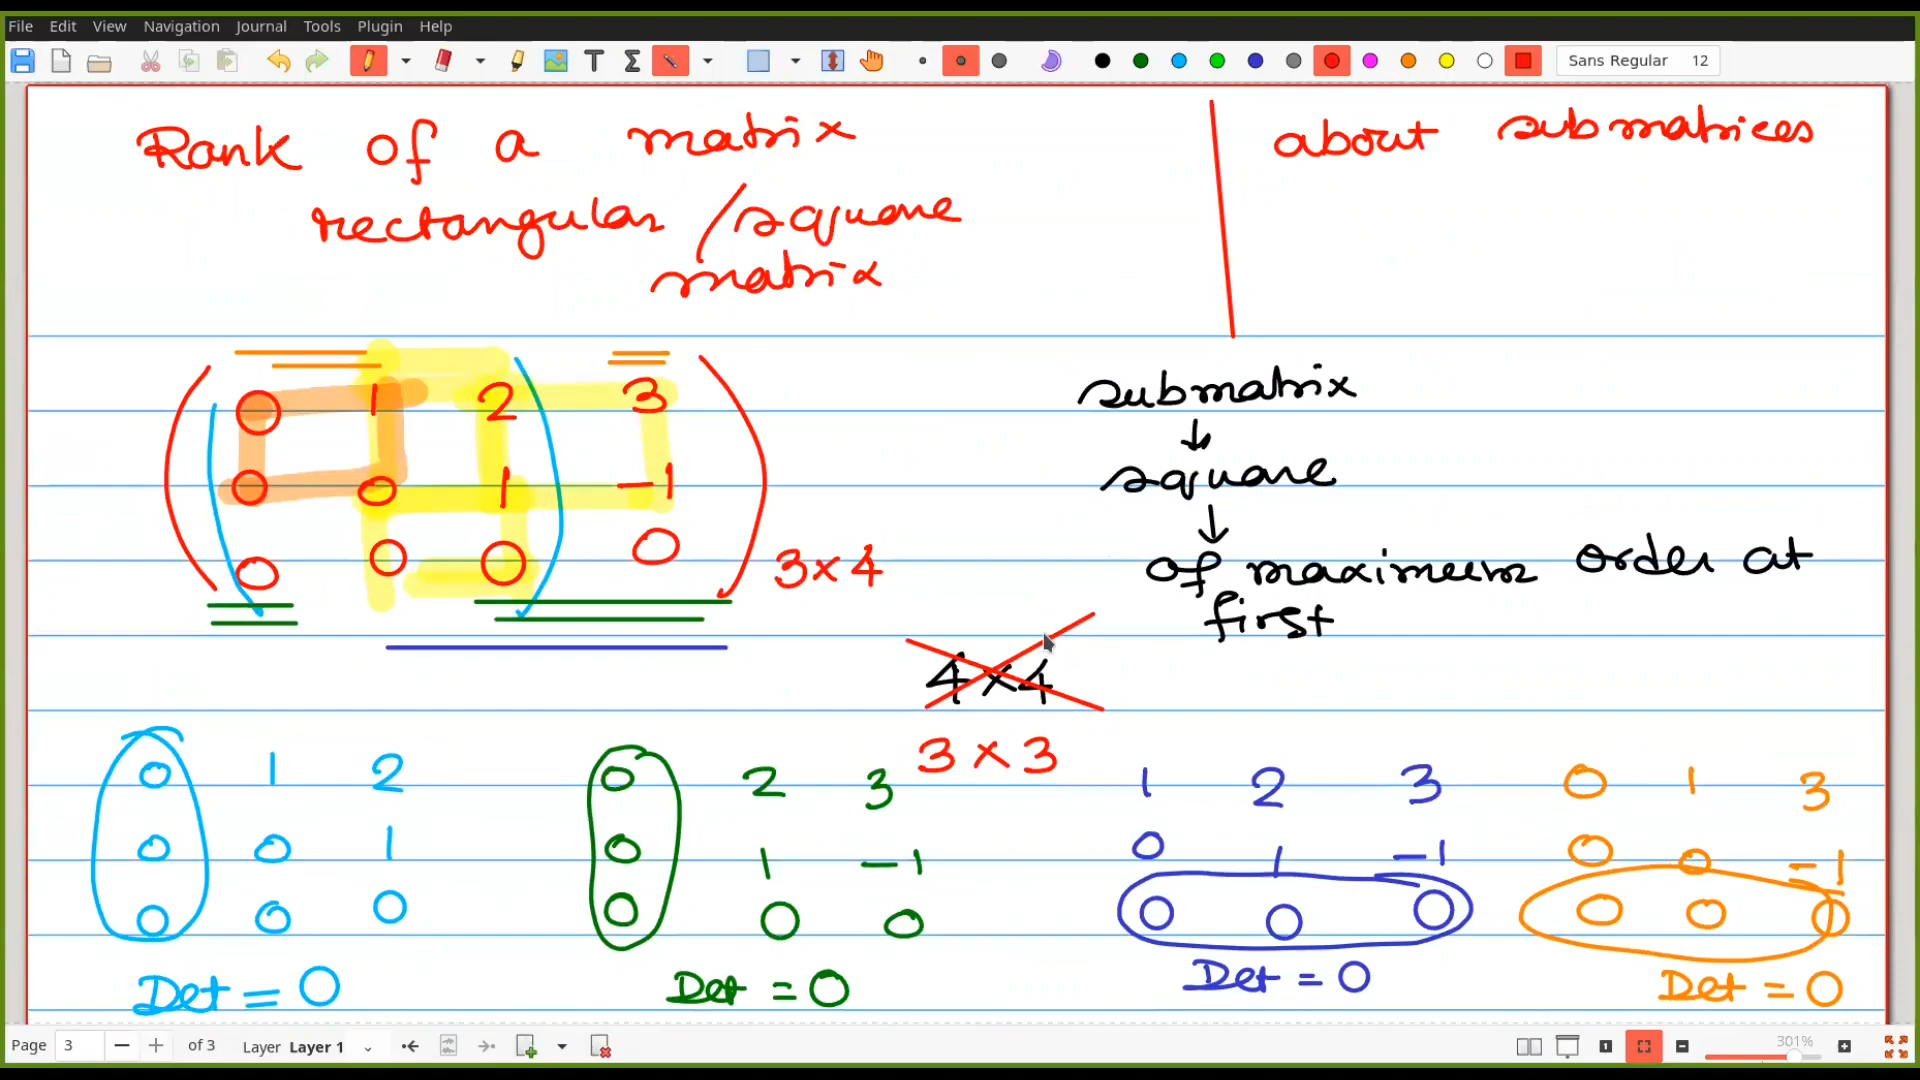 File Edit View Navigation Journal Tools Plugin Help
Sans Regular 12
Rank of a matrix
rectangular / square
matrix
about submatrices
0 1 2 3
0 0 1 -1
0 0 0 0
3 x 4
submatrix
↓
square
↓
of maximum order at
first
4 x 4
3 x 3
0 1 2
0 0 1
0 0 0
Det = 0
0 2 3
0 1 -1
0 0 0
Det = 0
1 2 3
0 1 -1
0 0 0
Det = 0
0 1 3
0 0 -1
0 0 0
Det = 0
Page 3 of 3 Layer Layer 1 301%